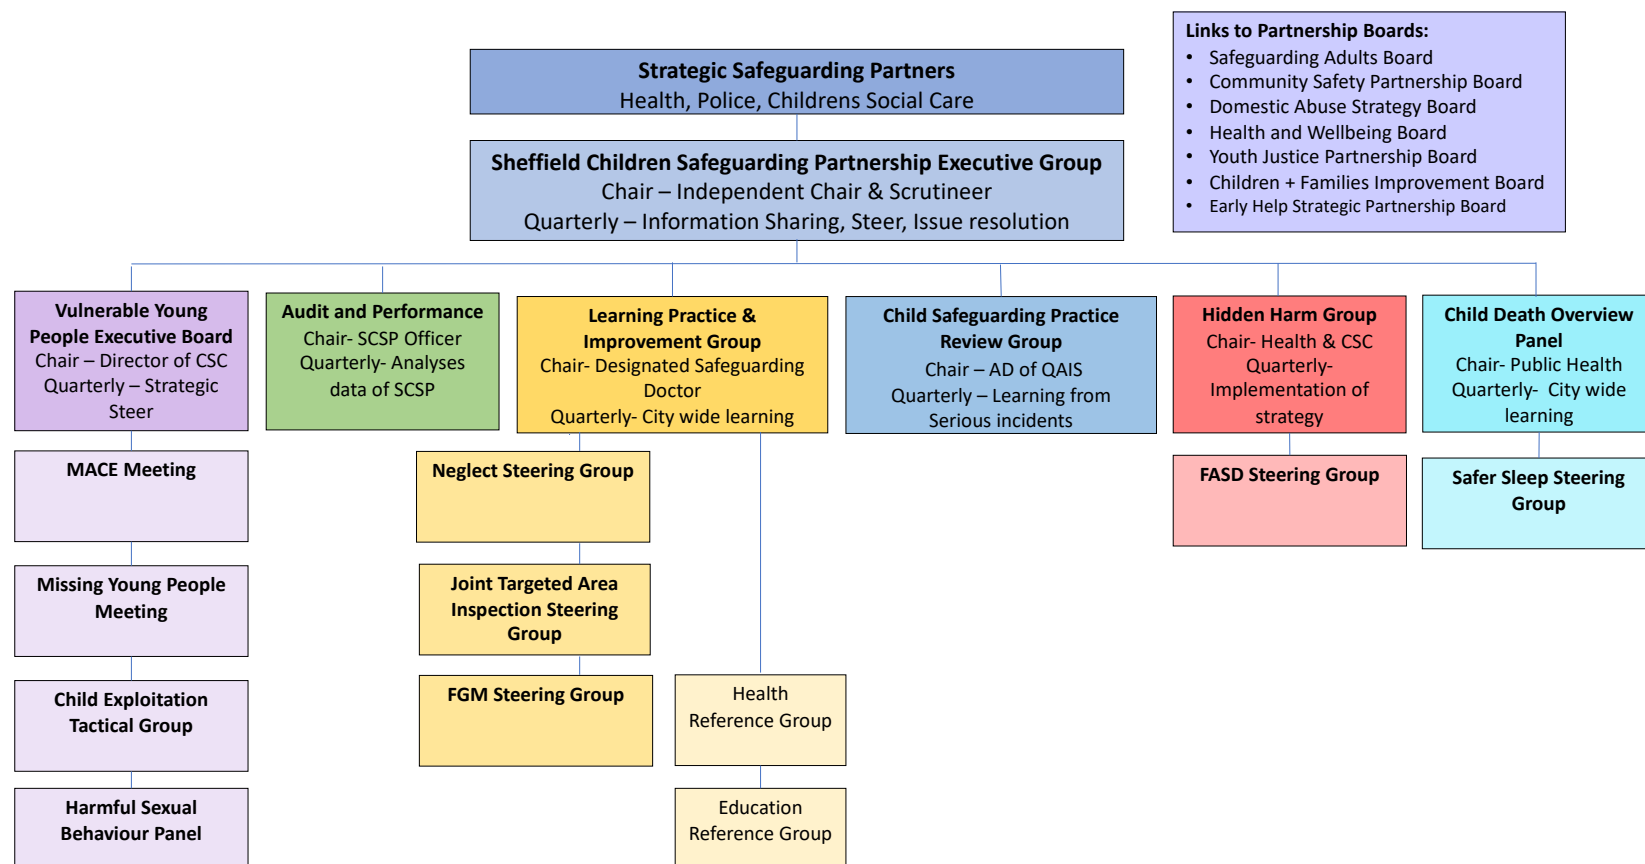 Strategic Safeguarding Partners
Health, Police, Childrens Social Care
Links to Partnership Boards:
• Safeguarding Adults Board
• Community Safety Partnership Board
• Domestic Abuse Strategy Board
• Health and Wellbeing Board
• Youth Justice Partnership Board
• Children + Families Improvement Board
• Early Help Strategic Partnership Board
Sheffield Children Safeguarding Partnership Executive Group
Chair – Independent Chair & Scrutineer
Quarterly – Information Sharing, Steer, Issue resolution
Vulnerable Young
People Executive Board
Chair – Director of CSC
Quarterly – Strategic
Steer
Audit and Performance
Chair- SCSP Officer
Quarterly- Analyses
data of SCSP
Learning Practice &
Improvement Group
Chair- Designated Safeguarding
Doctor
Quarterly- City wide learning
Child Safeguarding Practice
Review Group
Chair – AD of QAIS
Quarterly – Learning from
Serious incidents
Hidden Harm Group
Chair- Health & CSC
Quarterly-
Implementation of
strategy
Child Death Overview
Panel
Chair- Public Health
Quarterly- City wide
learning
MACE Meeting
Missing Young People
Meeting
Child Exploitation
Tactical Group
Harmful Sexual
Behaviour Panel
Neglect Steering Group
Joint Targeted Area
Inspection Steering
Group
FGM Steering Group
Health
Reference Group
Education
Reference Group
FASD Steering Group
Safer Sleep Steering
Group